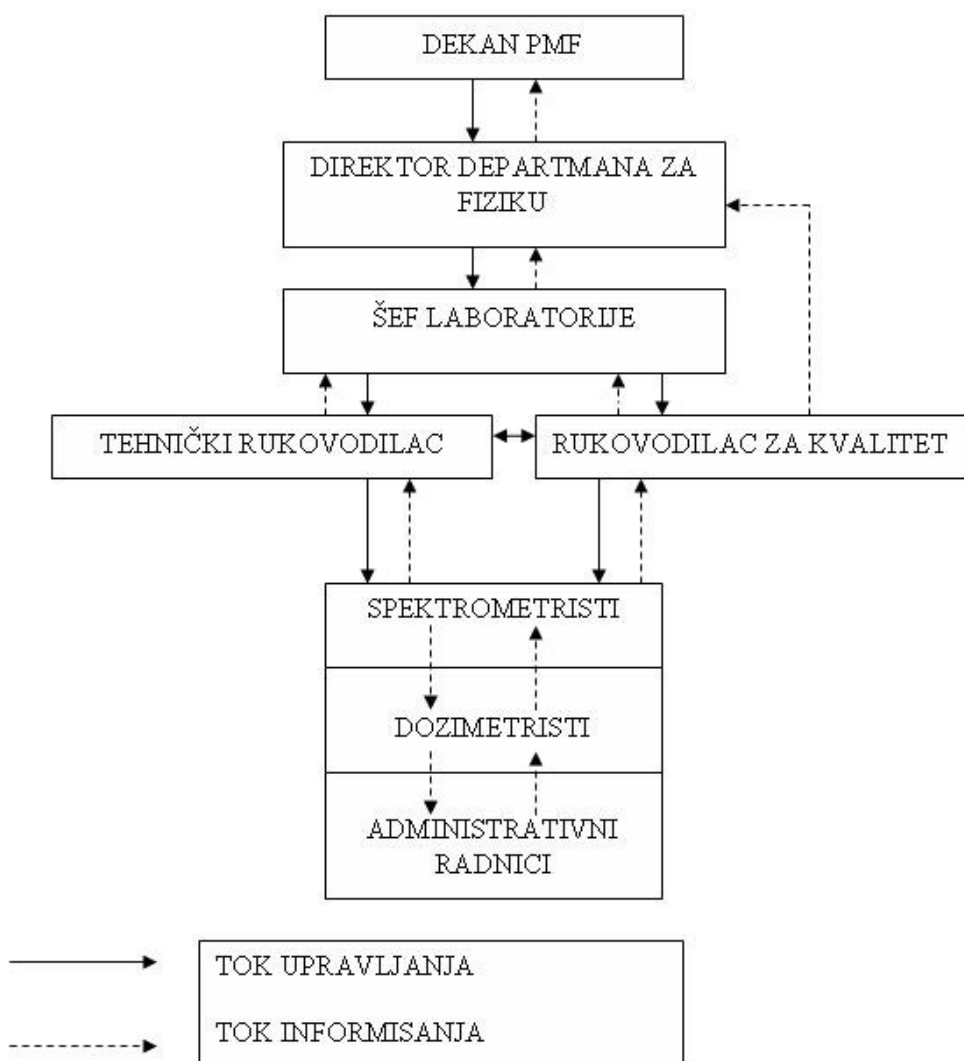 DEKAN PMF
DIREKTOR DEPARTMANA ZA
FIZIKU
ŠEF LABORATORIJE
TEHNIČKI RUKOVODILAC
RUKOVODILAC ZA KVALITET
SPEKTROMETRISTI
DOZIMETRISTI
ADMINISTRATIVNI
RADNICI
TOK UPRAVLJANJA
TOK INFORMISANJA